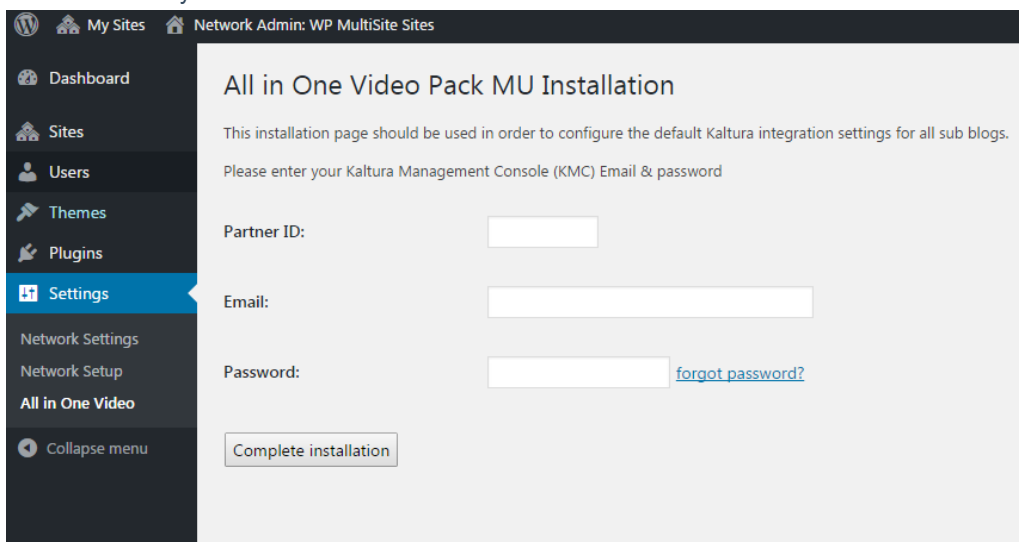 My Sites Network Admin: WP MultiSite Sites
Dashboard
Sites
Users
Themes
Plugins
Settings
Network Settings
Network Setup
All in One Video
Collapse menu
All in One Video Pack MU Installation
This installation page should be used in order to configure the default Kaltura integration settings for all sub blogs.
Please enter your Kaltura Management Console (KMC) Email & password
Partner ID:
Email:
Password: forgot password?
Complete installation